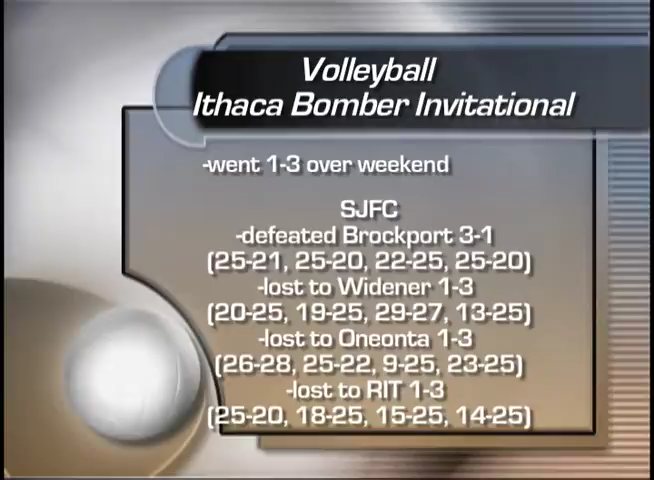 Volleyball
Ithaca Bomber Invitational
-went 1-3 over weekend
SJFC
-defeated Brockport 3-1
(25-21, 25-20, 22-25, 25-20)
-lost to Widener 1-3
(20-25, 19-25, 29-27, 13-25)
-lost to Oneonta 1-3
(26-28, 25-22, 9-25, 23-25)
-lost to RIT 1-3
(25-20, 18-25, 15-25, 14-25)